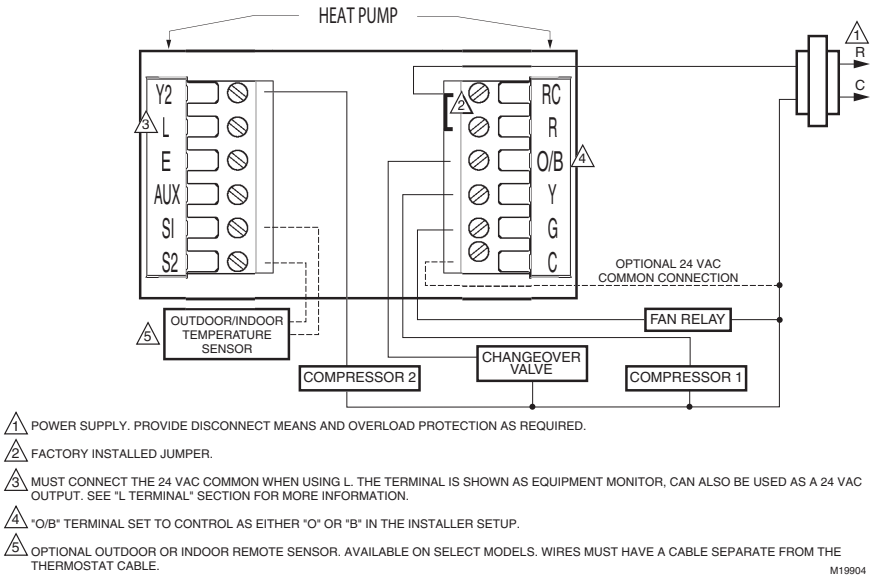 HEAT PUMP
1
R
C
Y2
3
L
E
AUX
S1
S2
2
RC
R
O/B
4
Y
G
C
OPTIONAL 24 VAC
COMMON CONNECTION
5
OUTDOOR/INDOOR
TEMPERATURE
SENSOR
FAN RELAY
COMPRESSOR 2
CHANGEOVER
VALVE
COMPRESSOR 1
1 POWER SUPPLY. PROVIDE DISCONNECT MEANS AND OVERLOAD PROTECTION AS REQUIRED.
2 FACTORY INSTALLED JUMPER.
3 MUST CONNECT THE 24 VAC COMMON WHEN USING L. THE TERMINAL IS SHOWN AS EQUIPMENT MONITOR, CAN ALSO BE USED AS A 24 VAC
OUTPUT. SEE "L TERMINAL" SECTION FOR MORE INFORMATION.
4 "O/B" TERMINAL SET TO CONTROL AS EITHER "O" OR "B" IN THE INSTALLER SETUP.
5 OPTIONAL OUTDOOR OR INDOOR REMOTE SENSOR. AVAILABLE ON SELECT MODELS. WIRES MUST HAVE A CABLE SEPARATE FROM THE
THERMOSTAT CABLE.
M19904